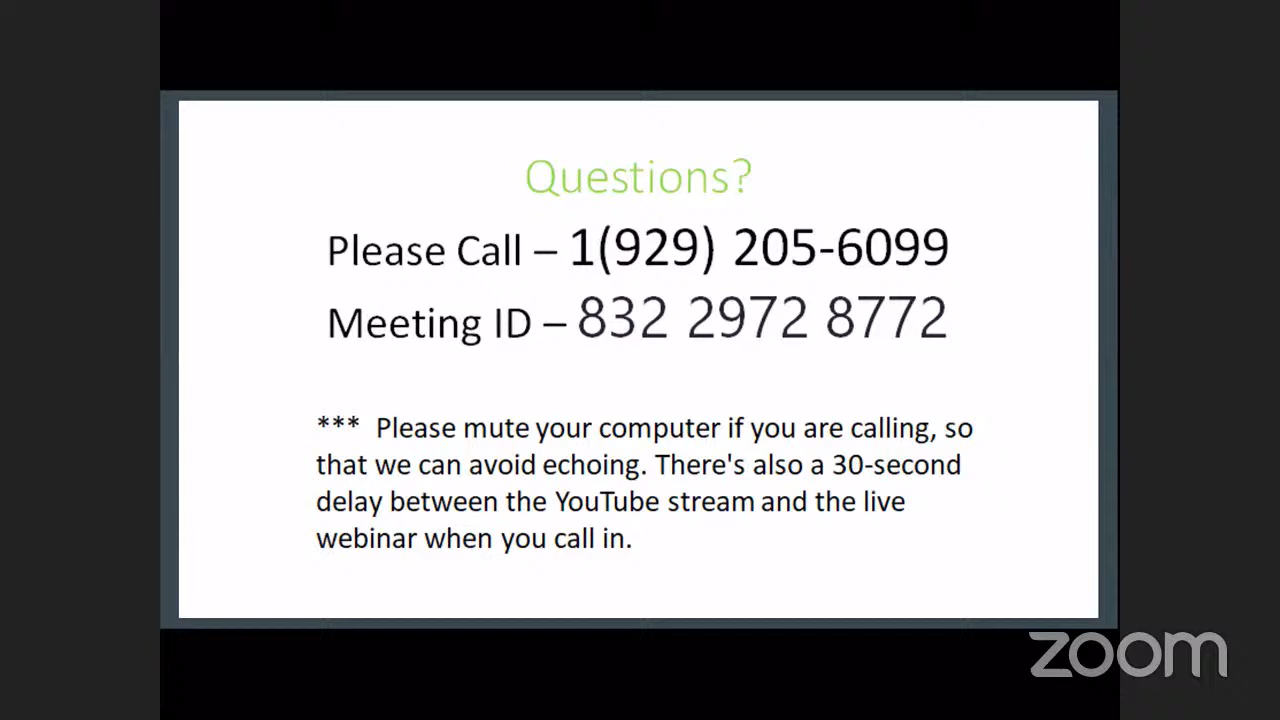 Questions?
Please Call – 1(929) 205-6099
Meeting ID – 832 2972 8772
*** Please mute your computer if you are calling, so
that we can avoid echoing. There's also a 30-second
delay between the YouTube stream and the live
webinar when you call in.
zoom